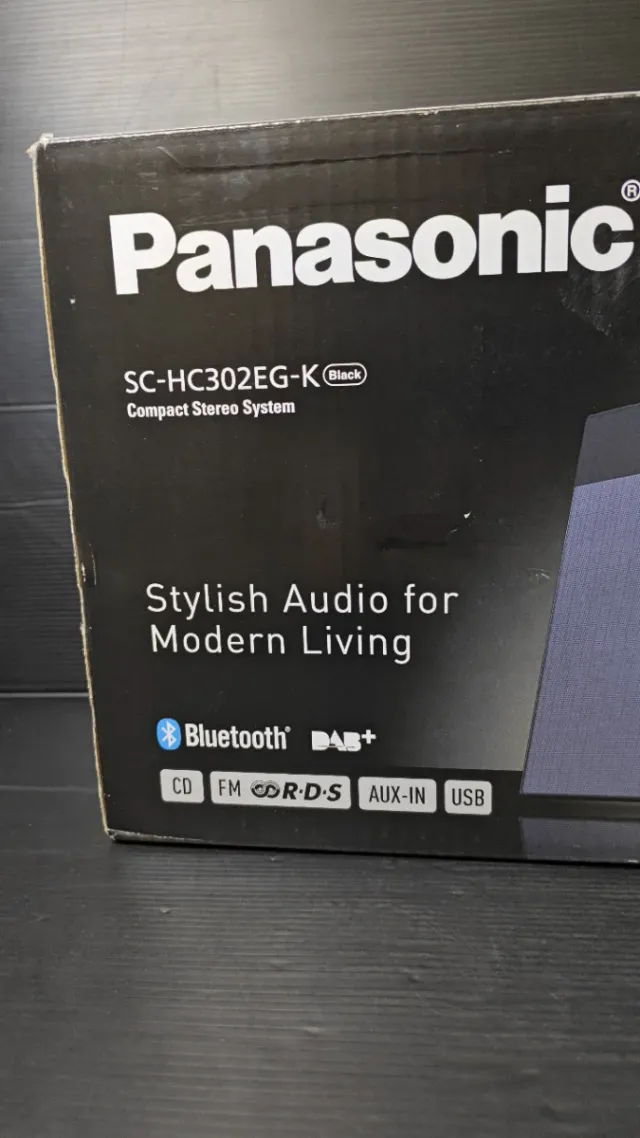 Panasonic®
SC-HC302EG-K Black
Compact Stereo System
Stylish Audio for
Modern Living
Bluetooth® DAB+
CD FM R·D·S AUX-IN USB